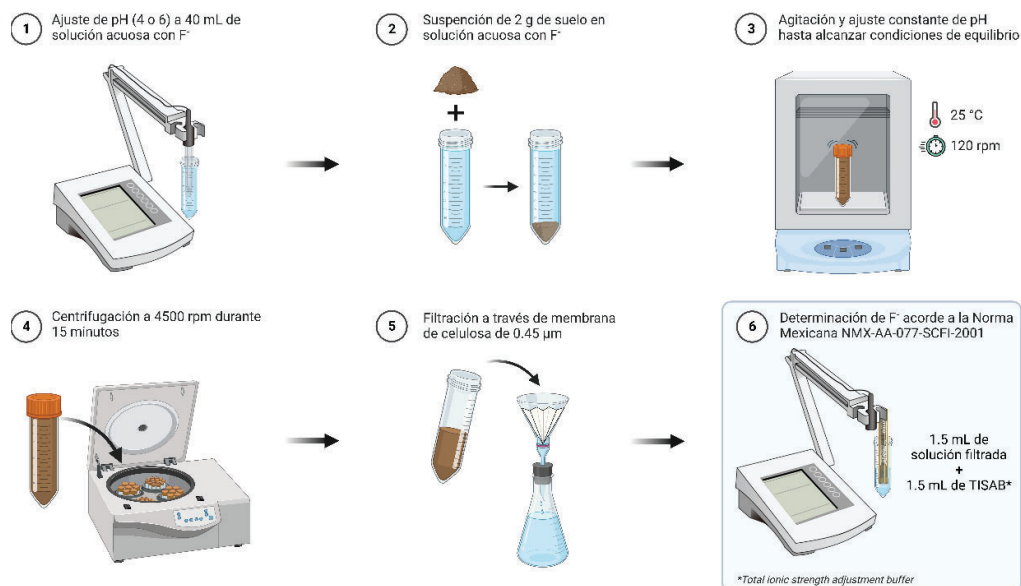 1
Ajuste de pH (4 o 6) a 40 mL de
solución acuosa con F-
2
Suspención de 2 g de suelo en
solución acuosa con F-
3
Agitación y ajuste constante de pH
hasta alcanzar condiciones de equilibrio
+
25 °C
120 rpm
4
Centrifugación a 4500 rpm durante
15 minutos
5
Filtración a través de membrana
de celulosa de 0.45 μm
6
Determinación de F- acorde a la Norma
Mexicana NMX-AA-077-SCFI-2001
1.5 mL de
solución filtrada
+
1.5 mL de TISAB*
*Total ionic strength adjustment buffer